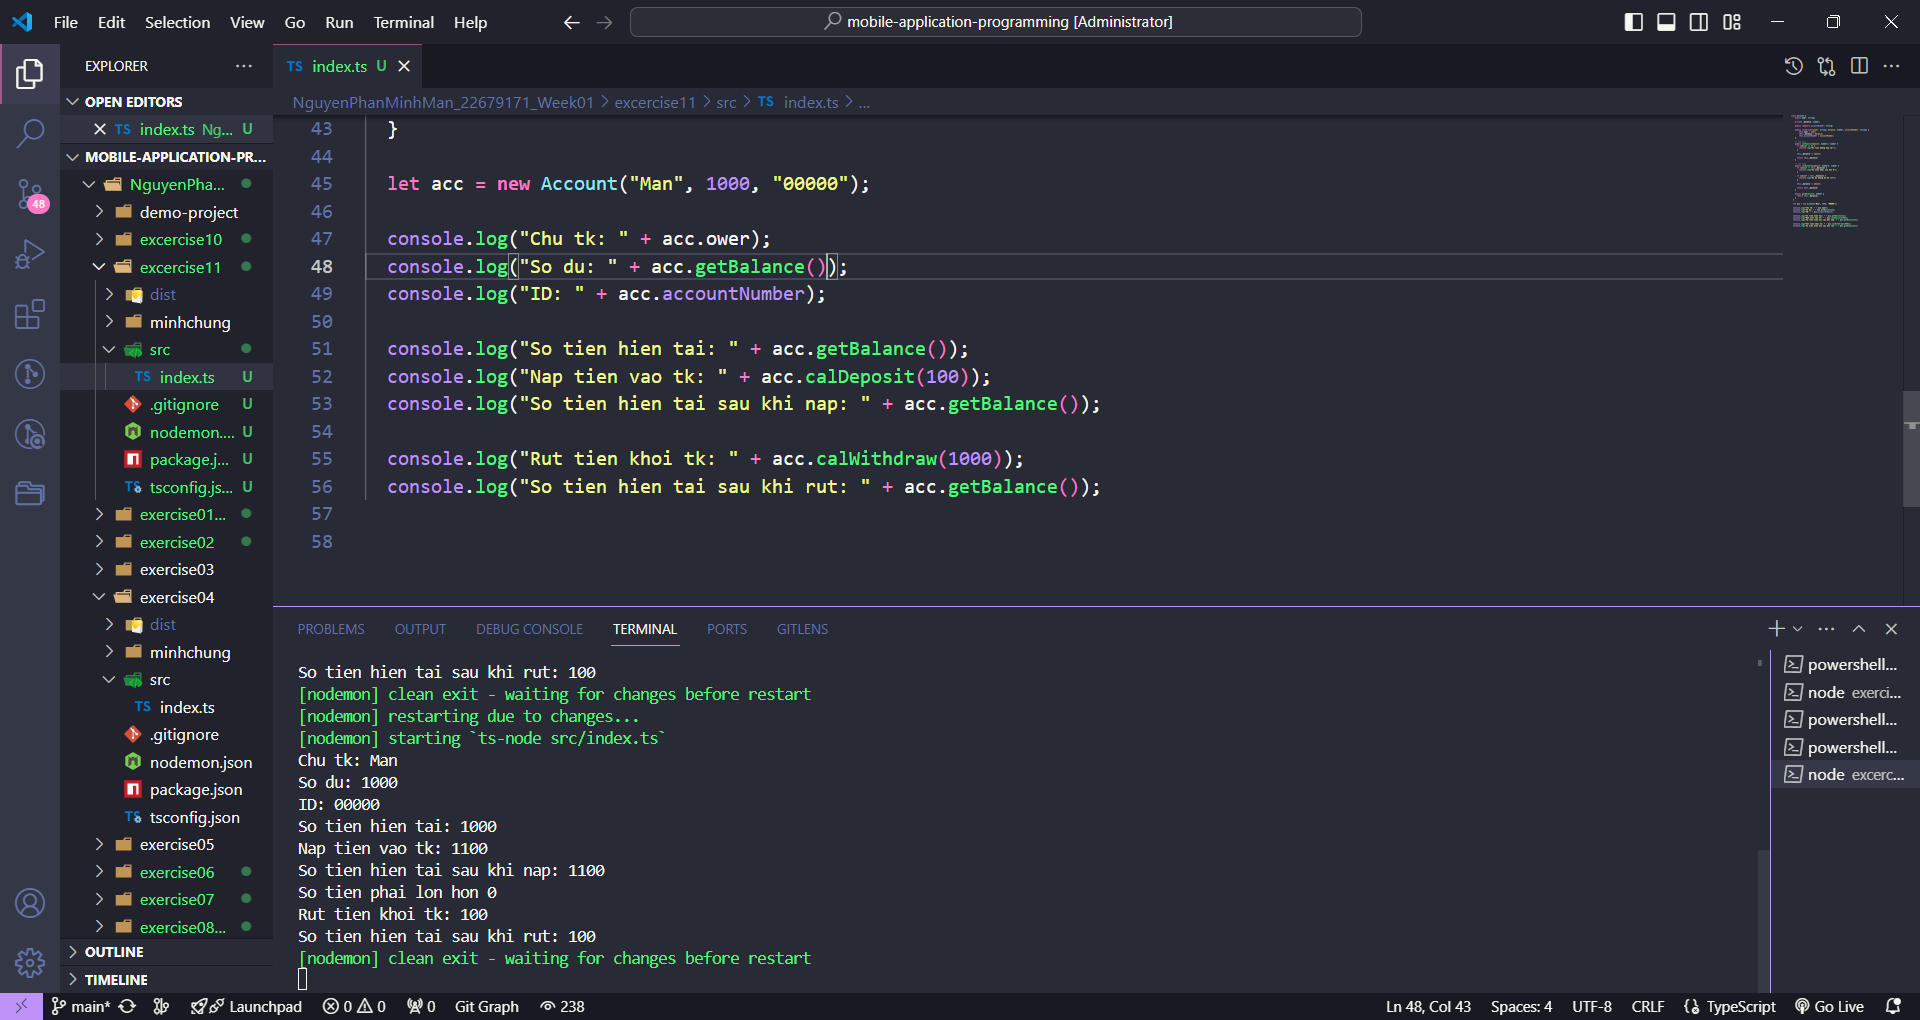 File Edit Selection View Go Run Terminal Help
mobile-application-programming [Administrator]
EXPLORER
OPEN EDITORS
TS index.ts Ng... U
MOBILE-APPLICATION-PR...
NguyenPha...
demo-project
excercise10
excercise11
dist
minhchung
src
TS index.ts U
.gitignore U
nodemon.... U
package.j... U
tsconfig.js... U
exercise01...
exercise02
exercise03
exercise04
dist
minhchung
src
TS index.ts
.gitignore
nodemon.json
package.json
tsconfig.json
exercise05
exercise06
exercise07
exercise08...
OUTLINE
TIMELINE
48
TS index.ts U
NguyenPhanMinhMan_22679171_Week01 > excercise11 > src > TS index.ts > ...
43 }
44
45 let acc = new Account("Man", 1000, "00000");
46
47 console.log("Chu tk: " + acc.ower);
48 console.log("So du: " + acc.getBalance());
49 console.log("ID: " + acc.accountNumber);
50
51 console.log("So tien hien tai: " + acc.getBalance());
52 console.log("Nap tien vao tk: " + acc.calDeposit(100));
53 console.log("So tien hien tai sau khi nap: " + acc.getBalance());
54
55 console.log("Rut tien khoi tk: " + acc.calWithdraw(1000));
56 console.log("So tien hien tai sau khi rut: " + acc.getBalance());
57
58
PROBLEMS OUTPUT DEBUG CONSOLE TERMINAL PORTS GITLENS
So tien hien tai sau khi rut: 100
[nodemon] clean exit - waiting for changes before restart
[nodemon] restarting due to changes...
[nodemon] starting `ts-node src/index.ts`
Chu tk: Man
So du: 1000
ID: 00000
So tien hien tai: 1000
Nap tien vao tk: 1100
So tien hien tai sau khi nap: 1100
So tien phai lon hon 0
Rut tien khoi tk: 100
So tien hien tai sau khi rut: 100
[nodemon] clean exit - waiting for changes before restart
powershell...
node exerci...
powershell...
powershell...
node excerc...
main* Launchpad 0 0 0 Git Graph 238
Ln 48, Col 43 Spaces: 4 UTF-8 CRLF TypeScript Go Live